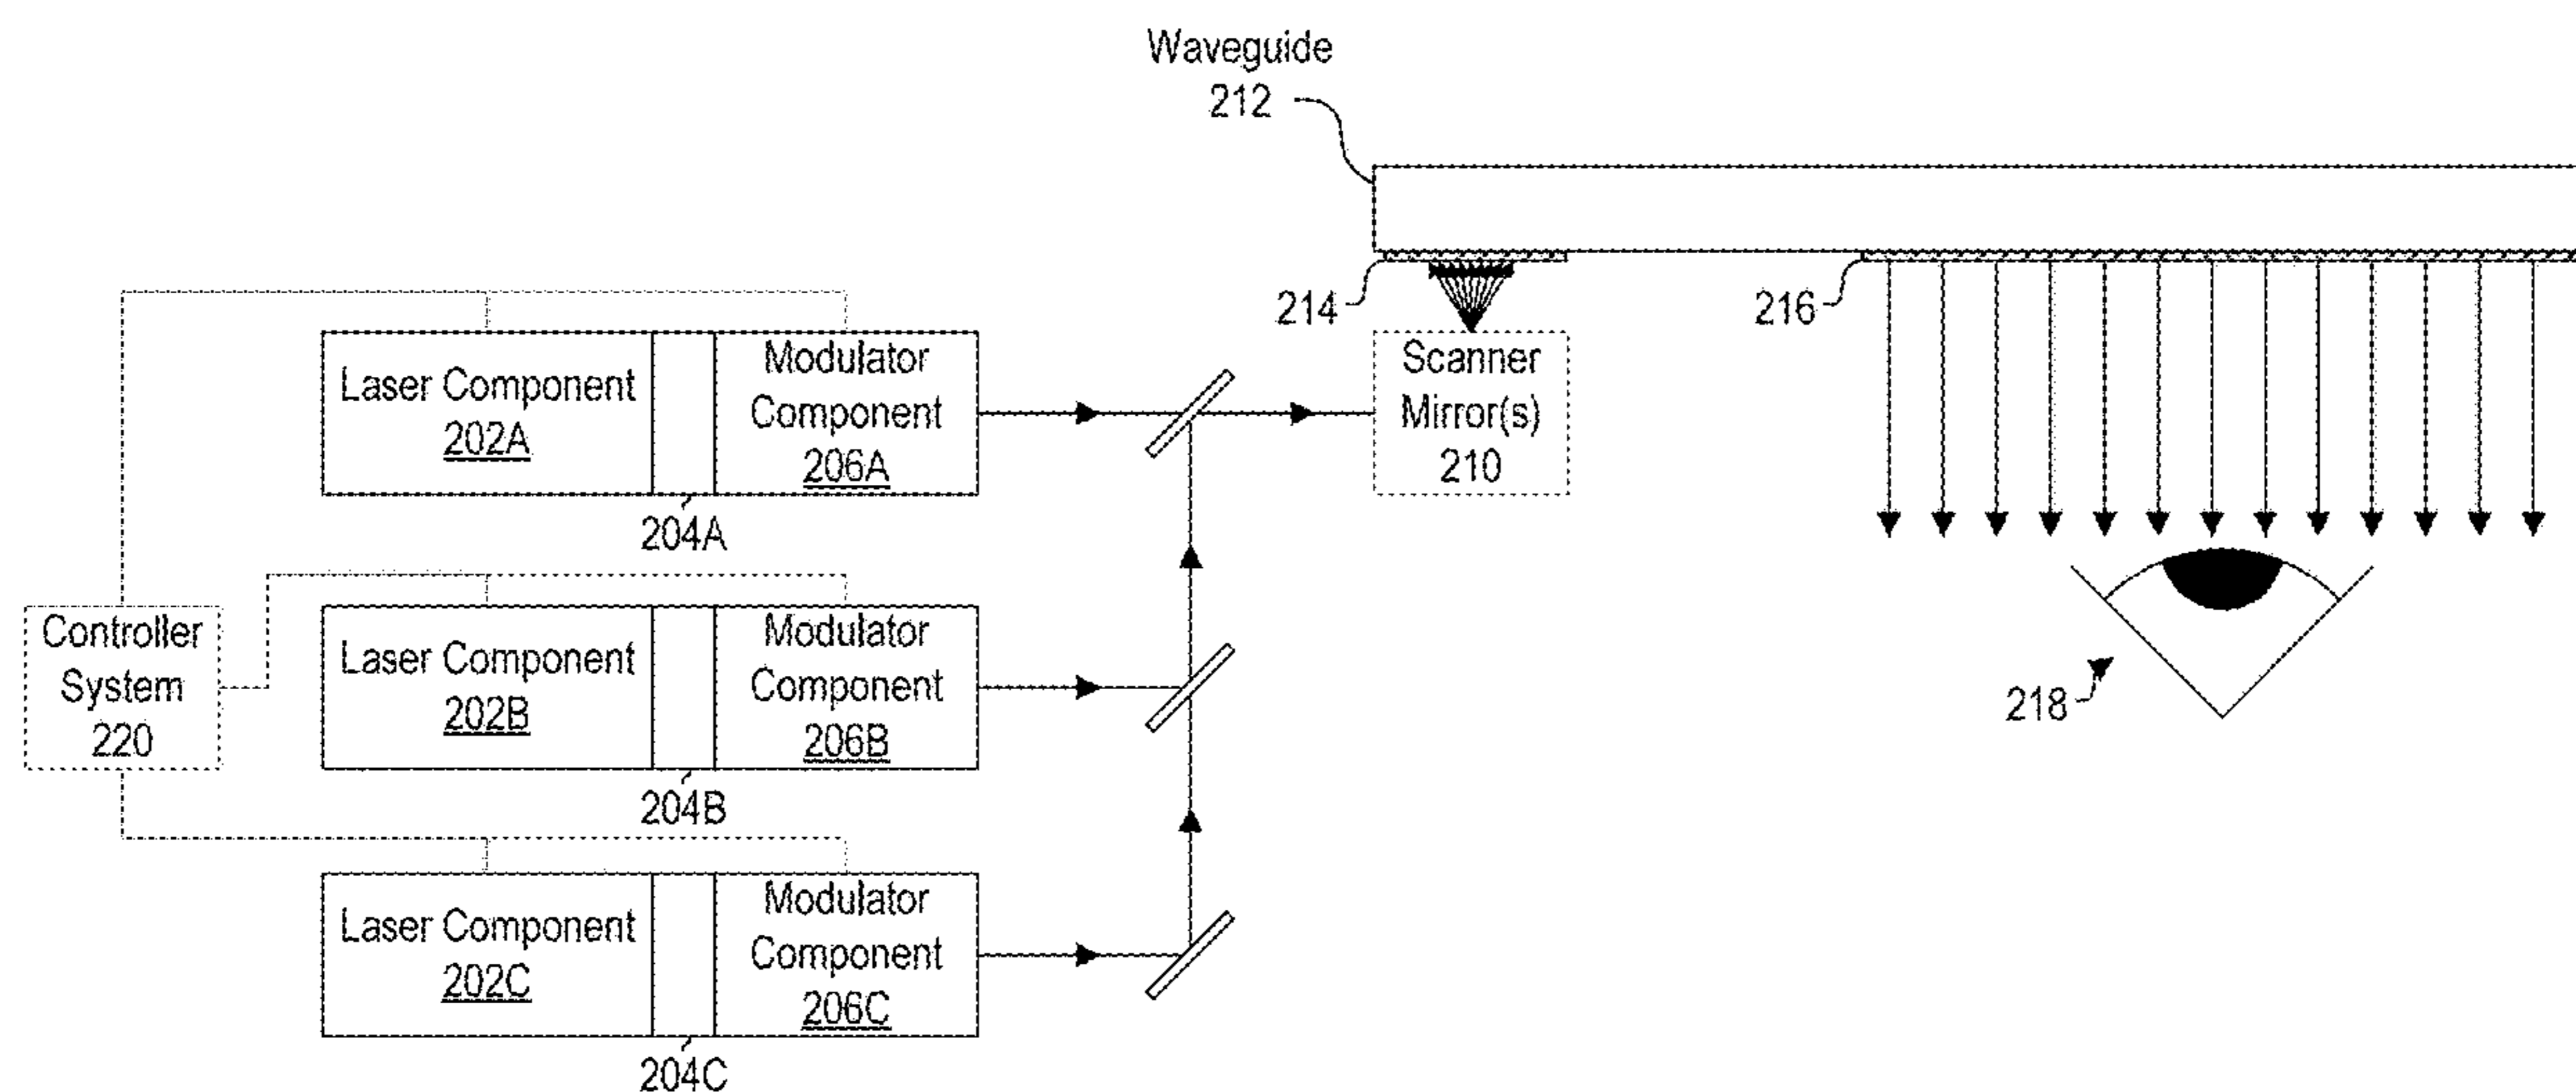 Waveguide
212
214
216
Laser Component
202A
Modulator
Component
206A
204A
Scanner
Mirror(s)
210
Controller
System
220
Laser Component
202B
Modulator
Component
206B
204B
218
Laser Component
202C
Modulator
Component
206C
204C